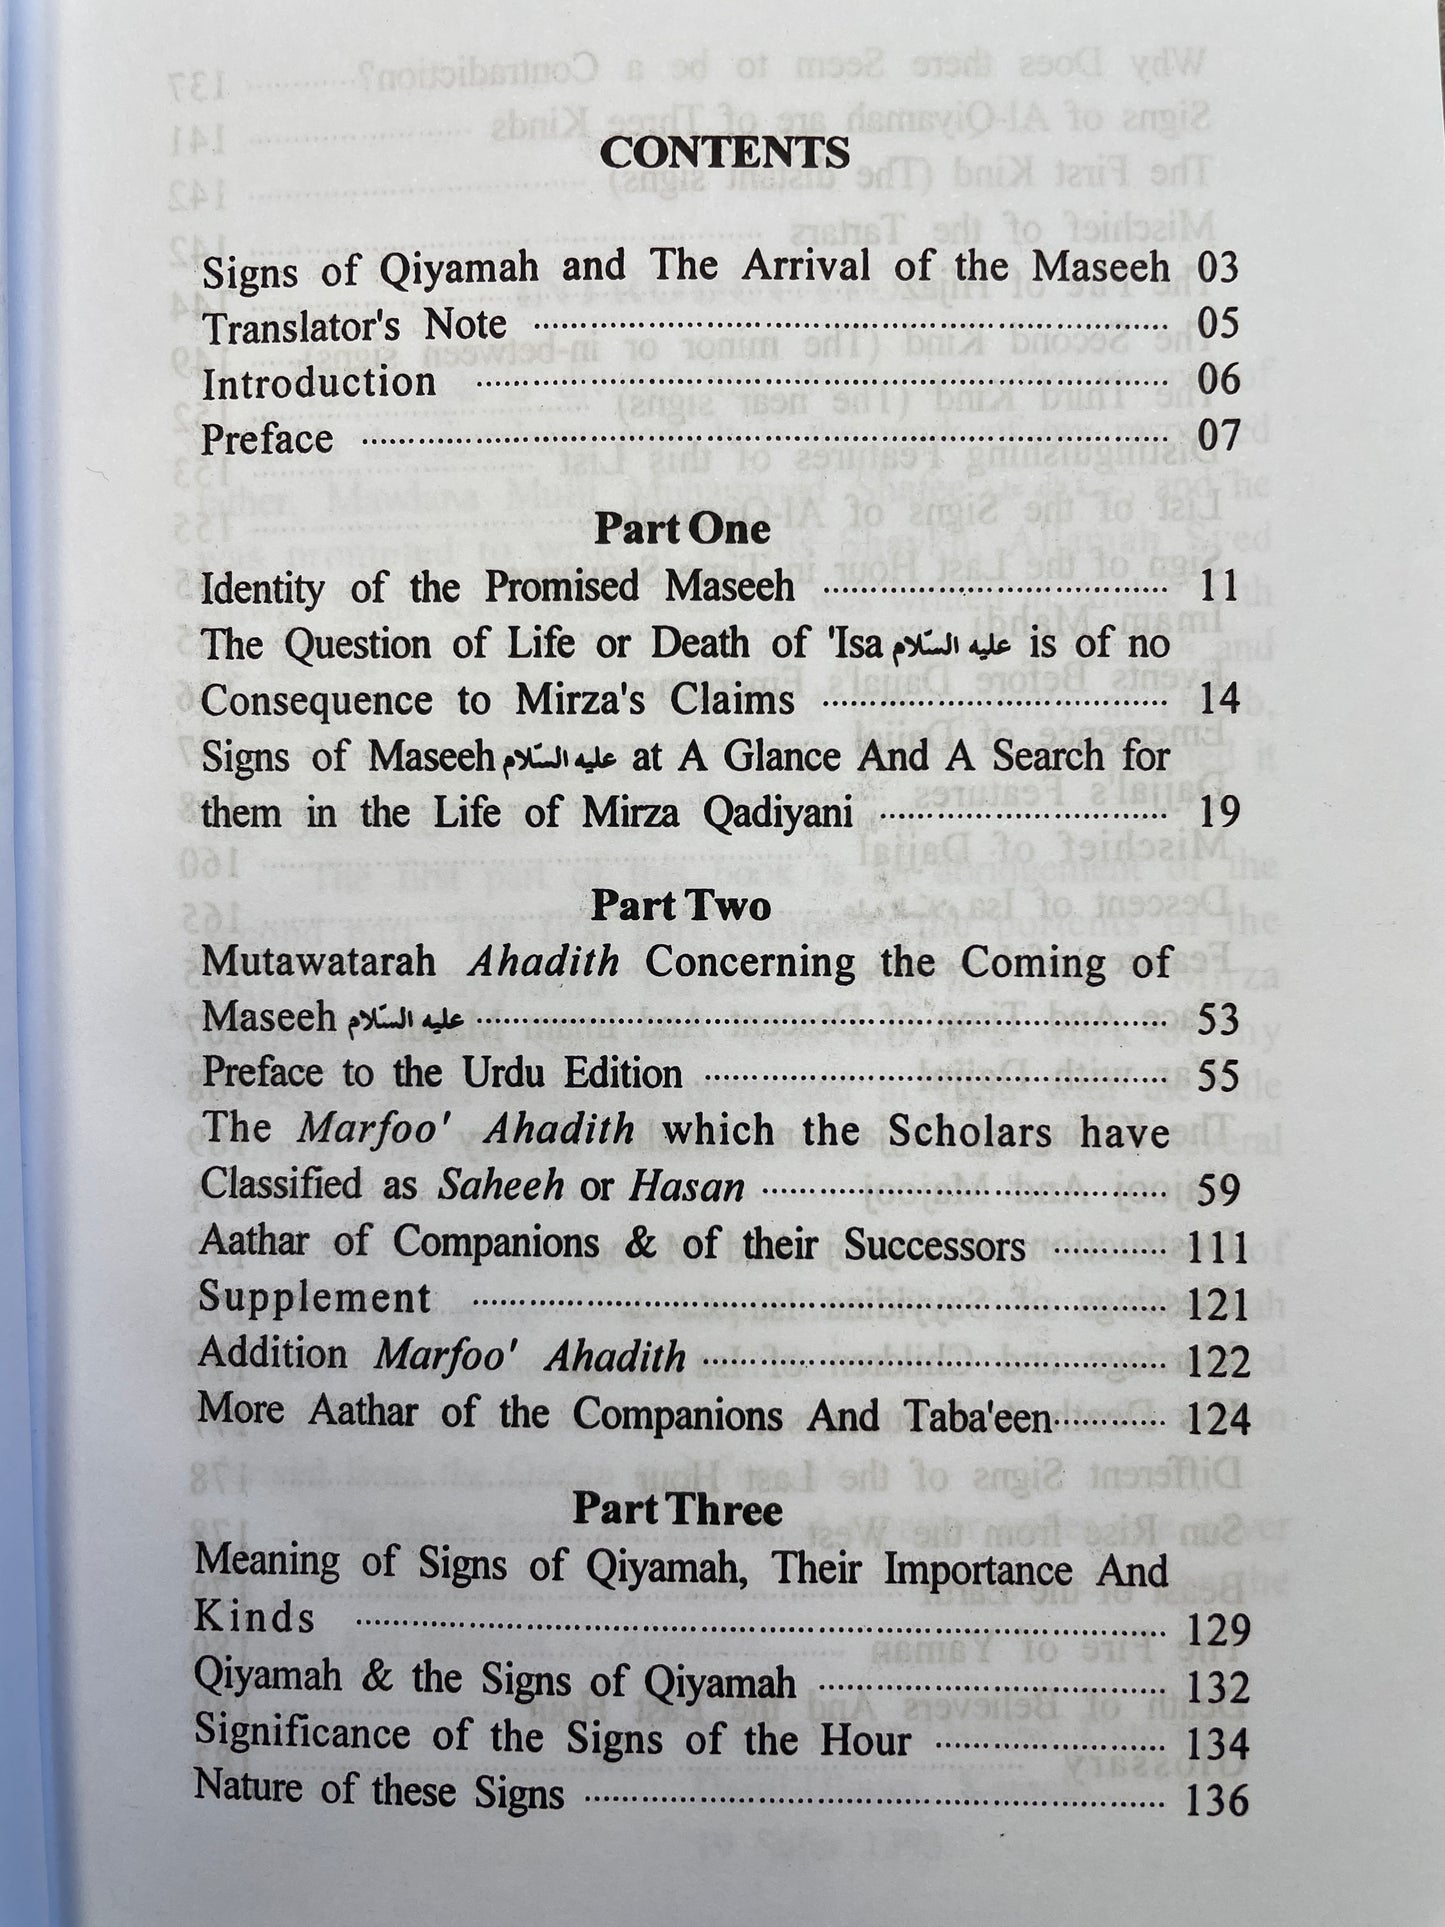 CONTENTS
Signs of Qiyamah and The Arrival of the Maseeh 03
Translator's Note 05
Introduction 06
Preface 07
Part One
Identity of the Promised Maseeh 11
The Question of Life or Death of 'Isa عليه السّلام is of no
Consequence to Mirza's Claims 14
Signs of Maseeh عليه السّلام at A Glance And A Search for
them in the Life of Mirza Qadiyani 19
Part Two
Mutawatarah Ahadith Concerning the Coming of
Maseeh عليه السّلام 53
Preface to the Urdu Edition 55
The Marfoo' Ahadith which the Scholars have
Classified as Saheeh or Hasan 59
Aathar of Companions & of their Successors 111
Supplement 121
Addition Marfoo' Ahadith 122
More Aathar of the Companions And Taba'een 124
Part Three
Meaning of Signs of Qiyamah, Their Importance And
Kinds 129
Qiyamah & the Signs of Qiyamah 132
Significance of the Signs of the Hour 134
Nature of these Signs 136